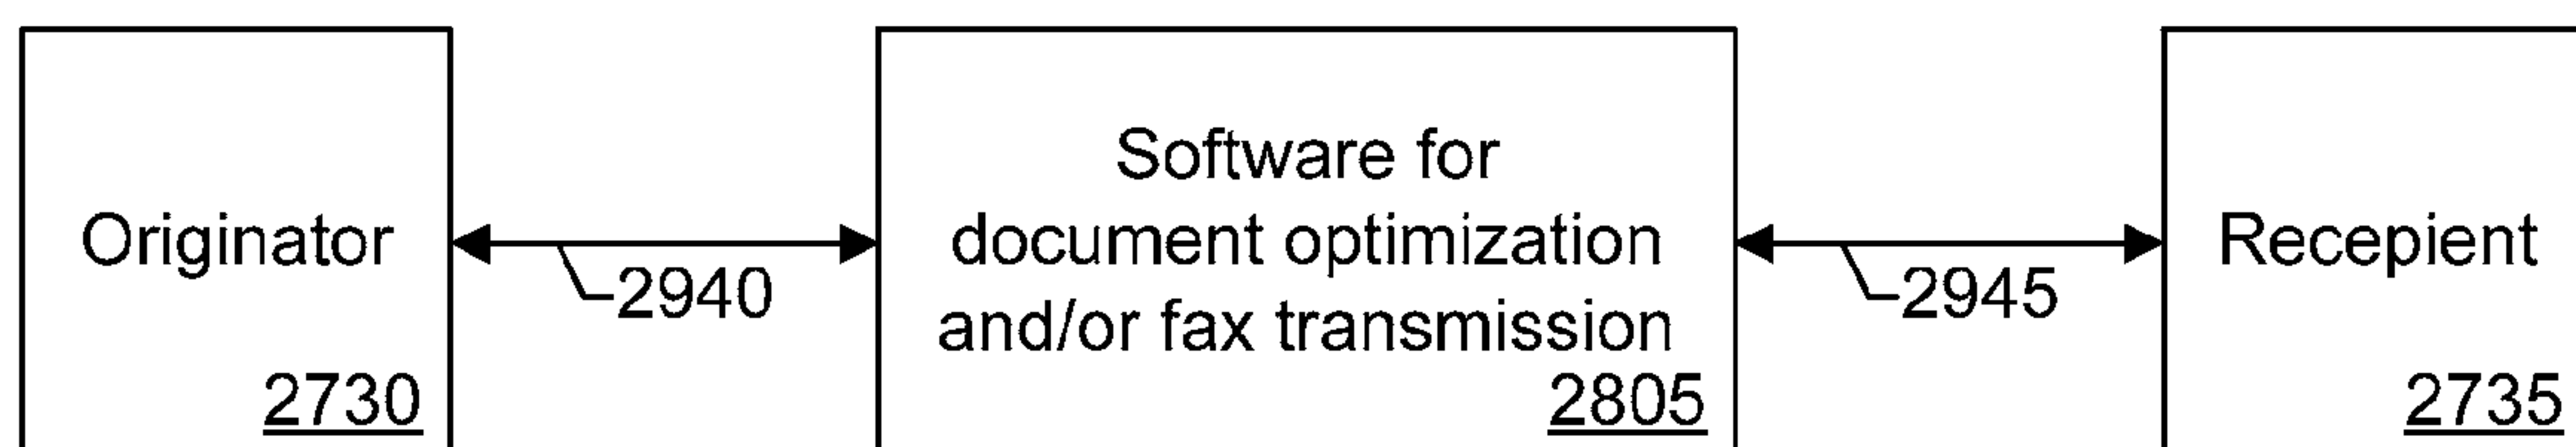 Originator
2730
2940
Software for
document optimization
and/or fax transmission
2805
2945
Recepient
2735